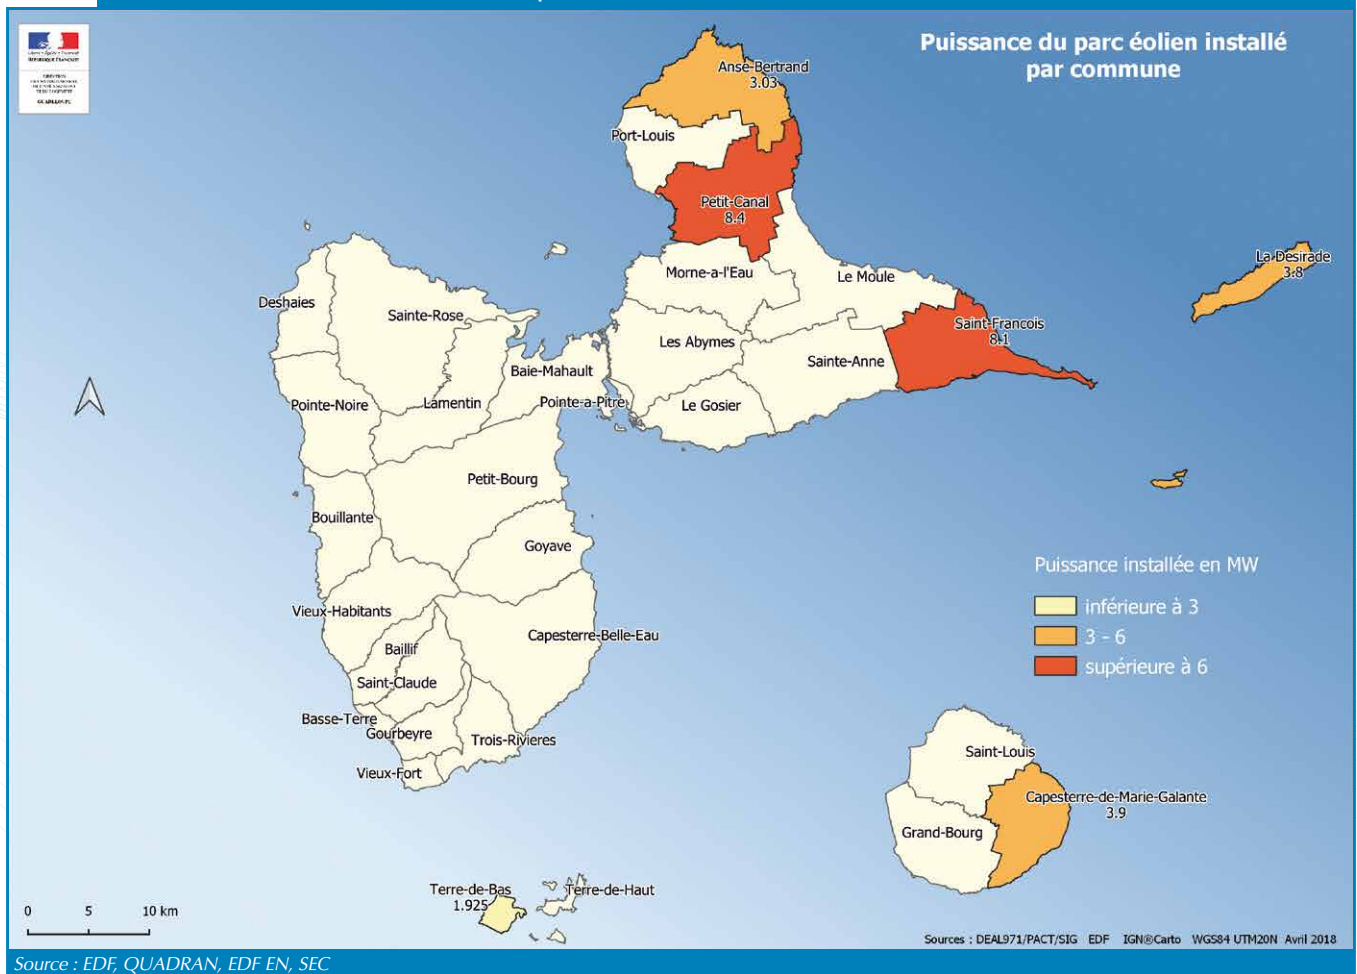 Puissance du parc éolien installé
par commune
RÉPUBLIQUE FRANÇAISE
GUADELOUPE
Anse-Bertrand
3.03
Port-Louis
Petit-Canal
8.4
Morne-a-l'Eau
Le Moule
La Desirade
3.8
Deshaies
Sainte-Rose
Saint-Francois
8.1
Les Abymes
Sainte-Anne
Baie-Mahault
Pointe-Noire
Lamentin
Pointe-a-Pitre
Le Gosier
Petit-Bourg
Bouillante
Goyave
Puissance installée en MW
inférieure à 3
3 - 6
supérieure à 6
Vieux-Habitants
Capesterre-Belle-Eau
Baillif
Saint-Claude
Basse-Terre
Gourbeyre
Trois-Rivieres
Vieux-Fort
Saint-Louis
Capesterre-de-Marie-Galante
3.9
Grand-Bourg
Terre-de-Bas
1.925
Terre-de-Haut
0 5 10 km
Sources : DEAL971/PACT/SIG EDF IGN®Carto WGS84 UTM20N Avril 2018
Source : EDF, QUADRAN, EDF EN, SEC